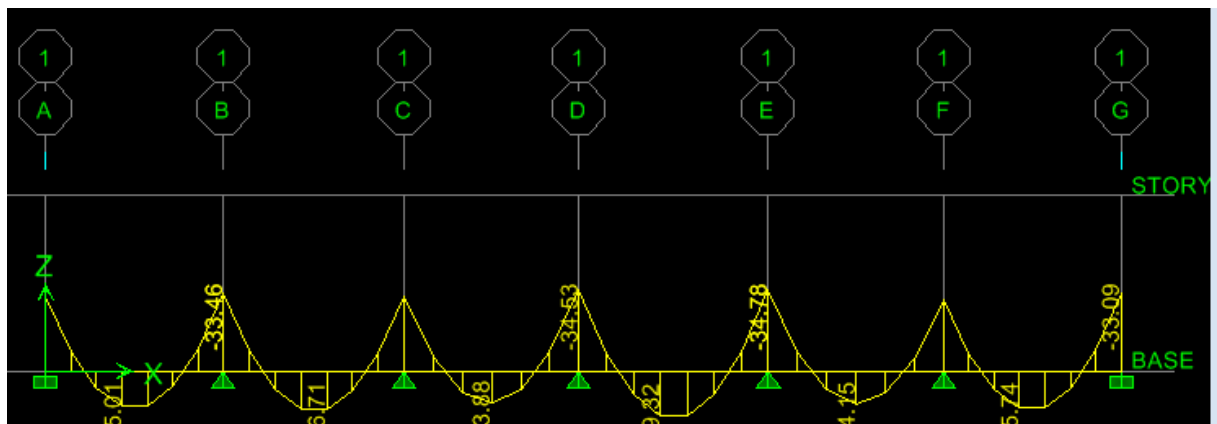 1 1 1 1 1 1 1
A B C D E F G
STORY
Z
-33.46 -34.53 -34.78 -33.09
X
BASE